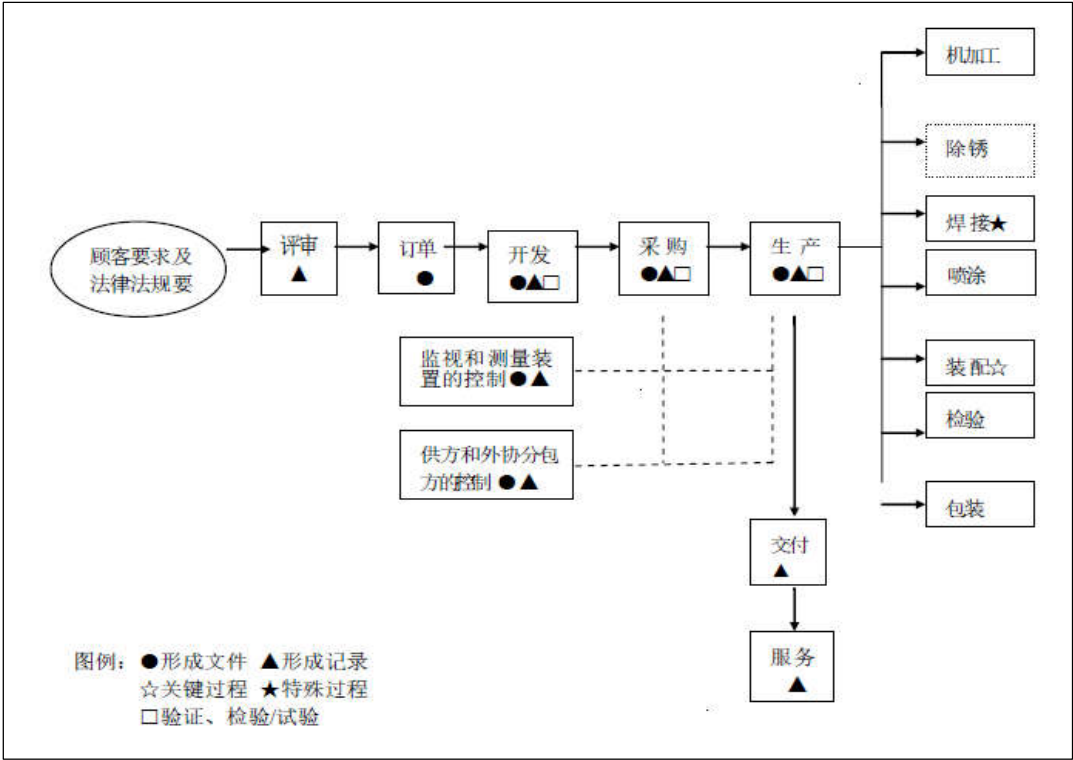 顾客要求及
法律法规要
评审
▲
订单
●
开发
●▲□
采购
●▲□
生产
●▲□
机加工
除锈
焊接★
喷涂
装配☆
检验
包装
监视和测量装
置的控制●▲
供方和外协分包
方的控制●▲
交付
▲
服务
▲
图例：●形成文件 ▲形成记录
☆关键过程 ★特殊过程
□验证、检验/试验